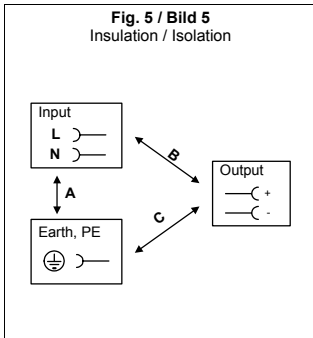 Fig. 5 / Bild 5
Insulation / Isolation
Input
L
N
B
Output
+
-
A
C
Earth, PE